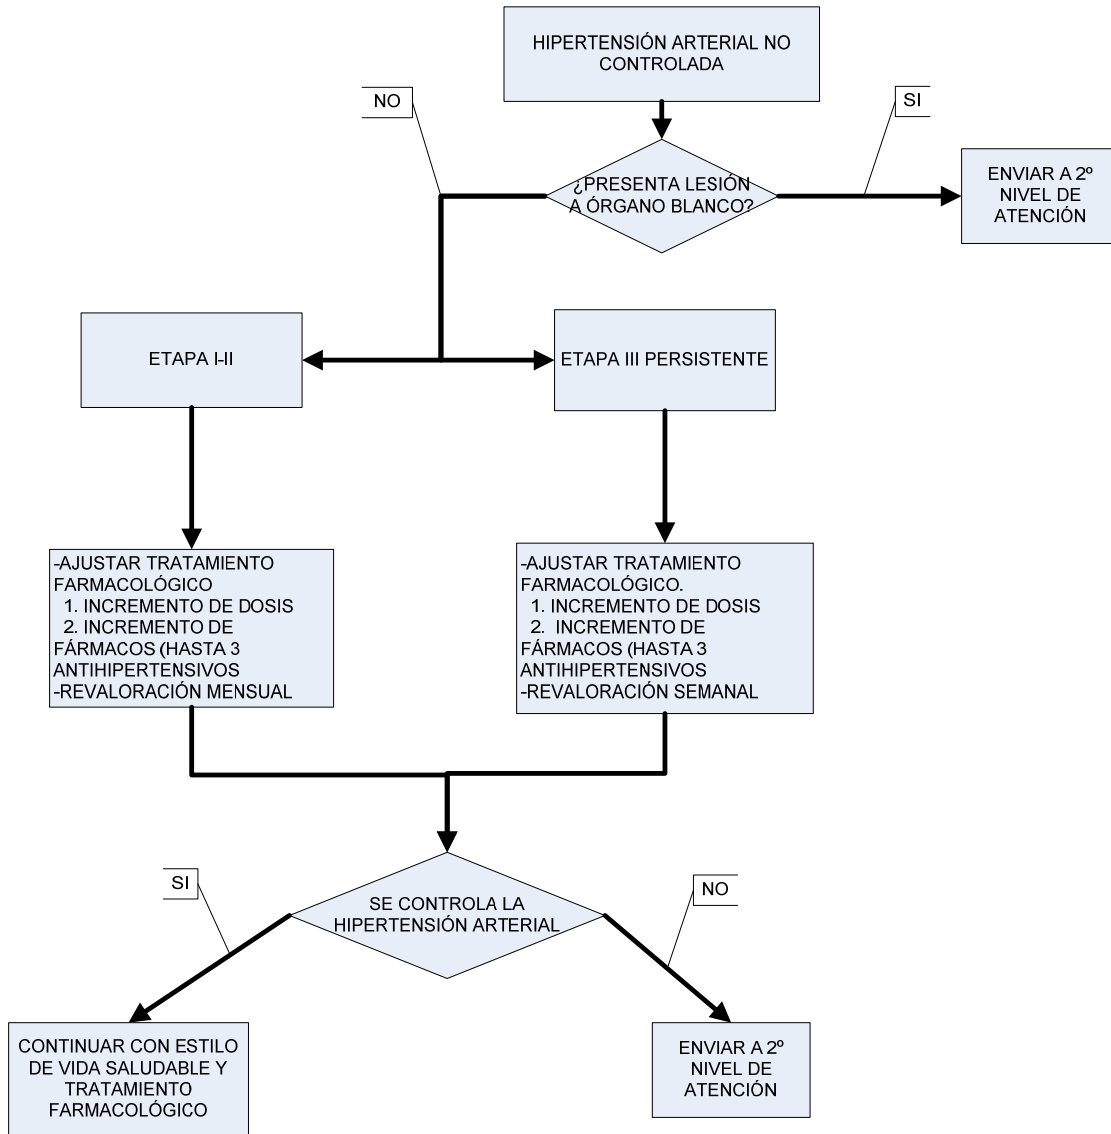 HIPERTENSIÓN ARTERIAL NO
CONTROLADA
NO
SI
¿PRESENTA LESIÓN
A ÓRGANO BLANCO?
ENVIAR A 2º
NIVEL DE
ATENCIÓN
ETAPA I-II
ETAPA III PERSISTENTE
-AJUSTAR TRATAMIENTO
FARMACOLÓGICO
1. INCREMENTO DE DOSIS
2. INCREMENTO DE
FÁRMACOS (HASTA 3
ANTIHIPERTENSIVOS
-REVALORACIÓN MENSUAL
-AJUSTAR TRATAMIENTO
FARMACOLÓGICO.
1. INCREMENTO DE DOSIS
2. INCREMENTO DE
FÁRMACOS (HASTA 3
ANTIHIPERTENSIVOS
-REVALORACIÓN SEMANAL
SE CONTROLA LA
HIPERTENSIÓN ARTERIAL
SI
NO
CONTINUAR CON ESTILO
DE VIDA SALUDABLE Y
TRATAMIENTO
FARMACOLÓGICO
ENVIAR A 2º
NIVEL DE
ATENCIÓN